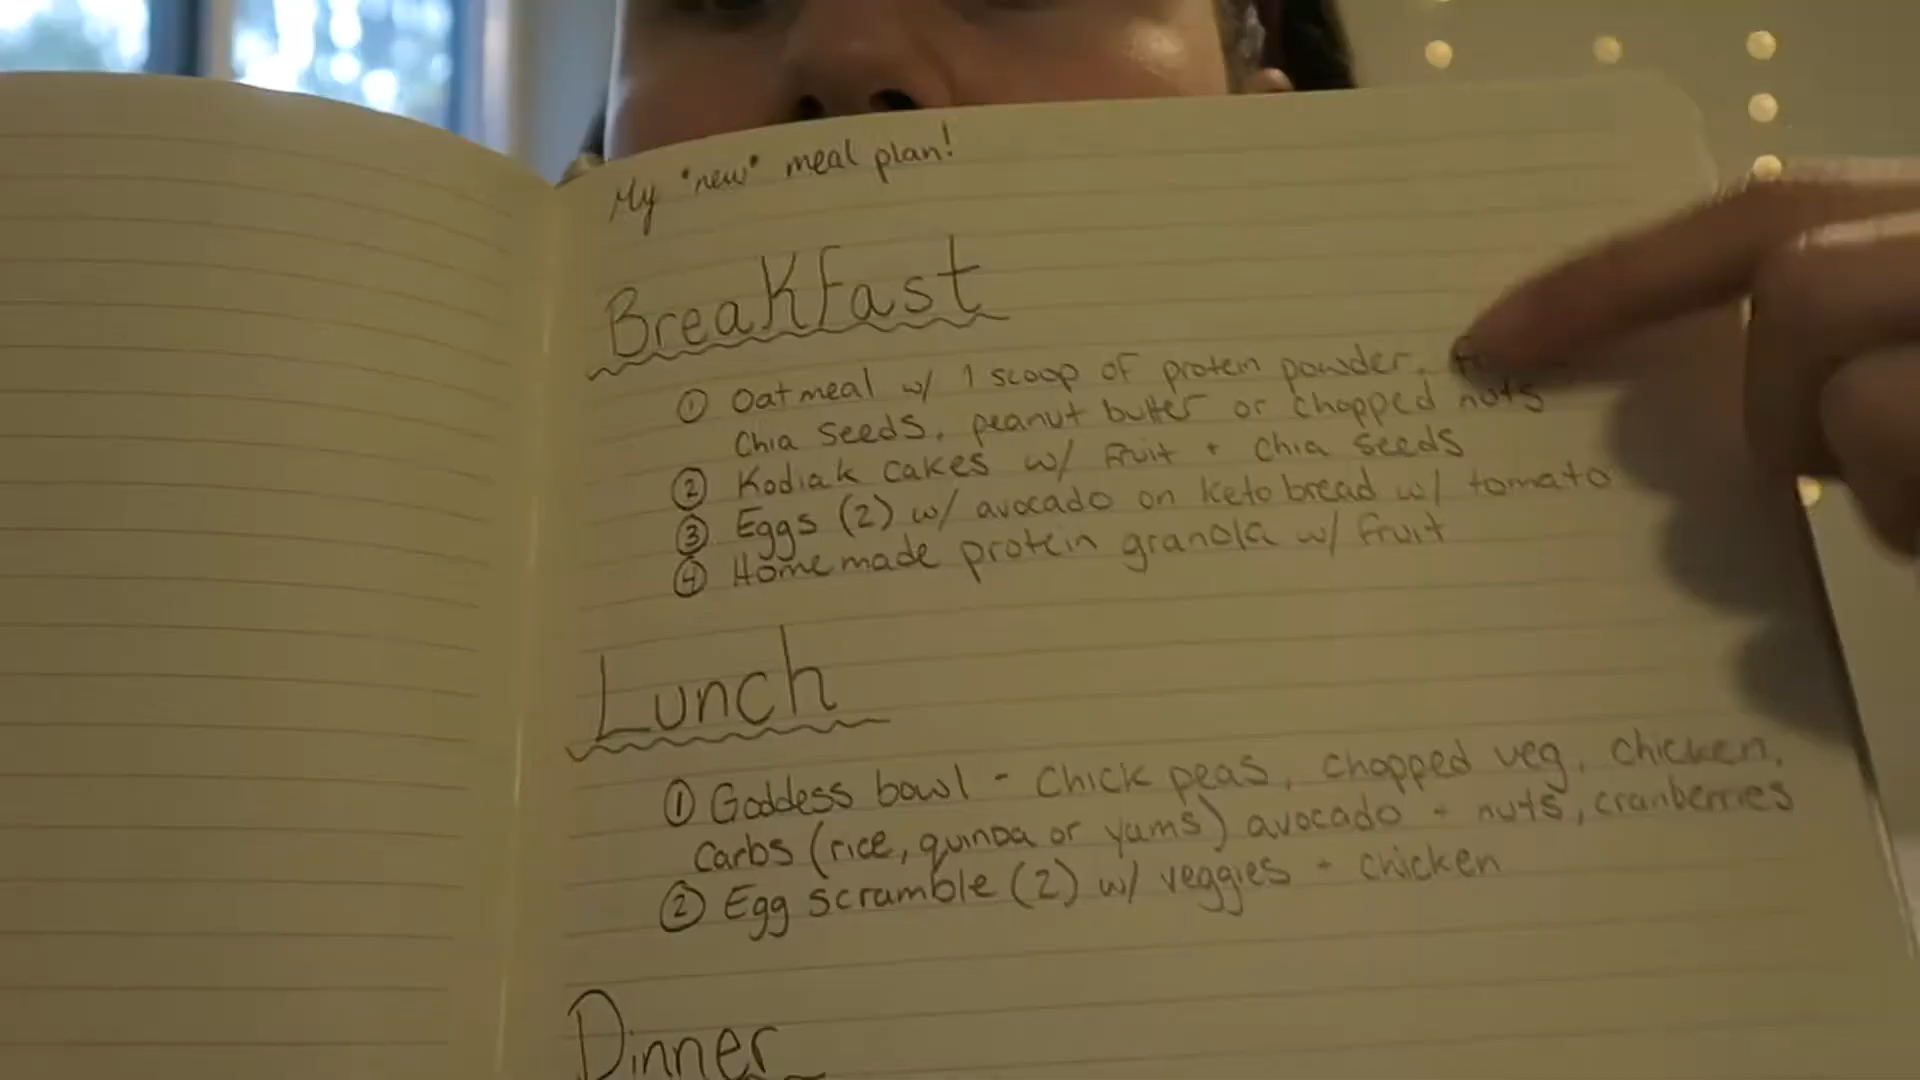 My "new" meal plan!
Breakfast
① Oatmeal w/ 1 scoop of protein powder,
Chia seeds, peanut butter or chopped nuts
② Kodiak cakes w/ fruit + chia seeds
③ Eggs (2) w/ avocado on keto bread w/ tomato
④ Homemade protein granola w/ fruit
Lunch
① Goddess bowl - chick peas, chopped veg, chicken,
carbs (rice, quinoa or yams) avocado + nuts, cranberries
② Egg scramble (2) w/ veggies + chicken
Dinner